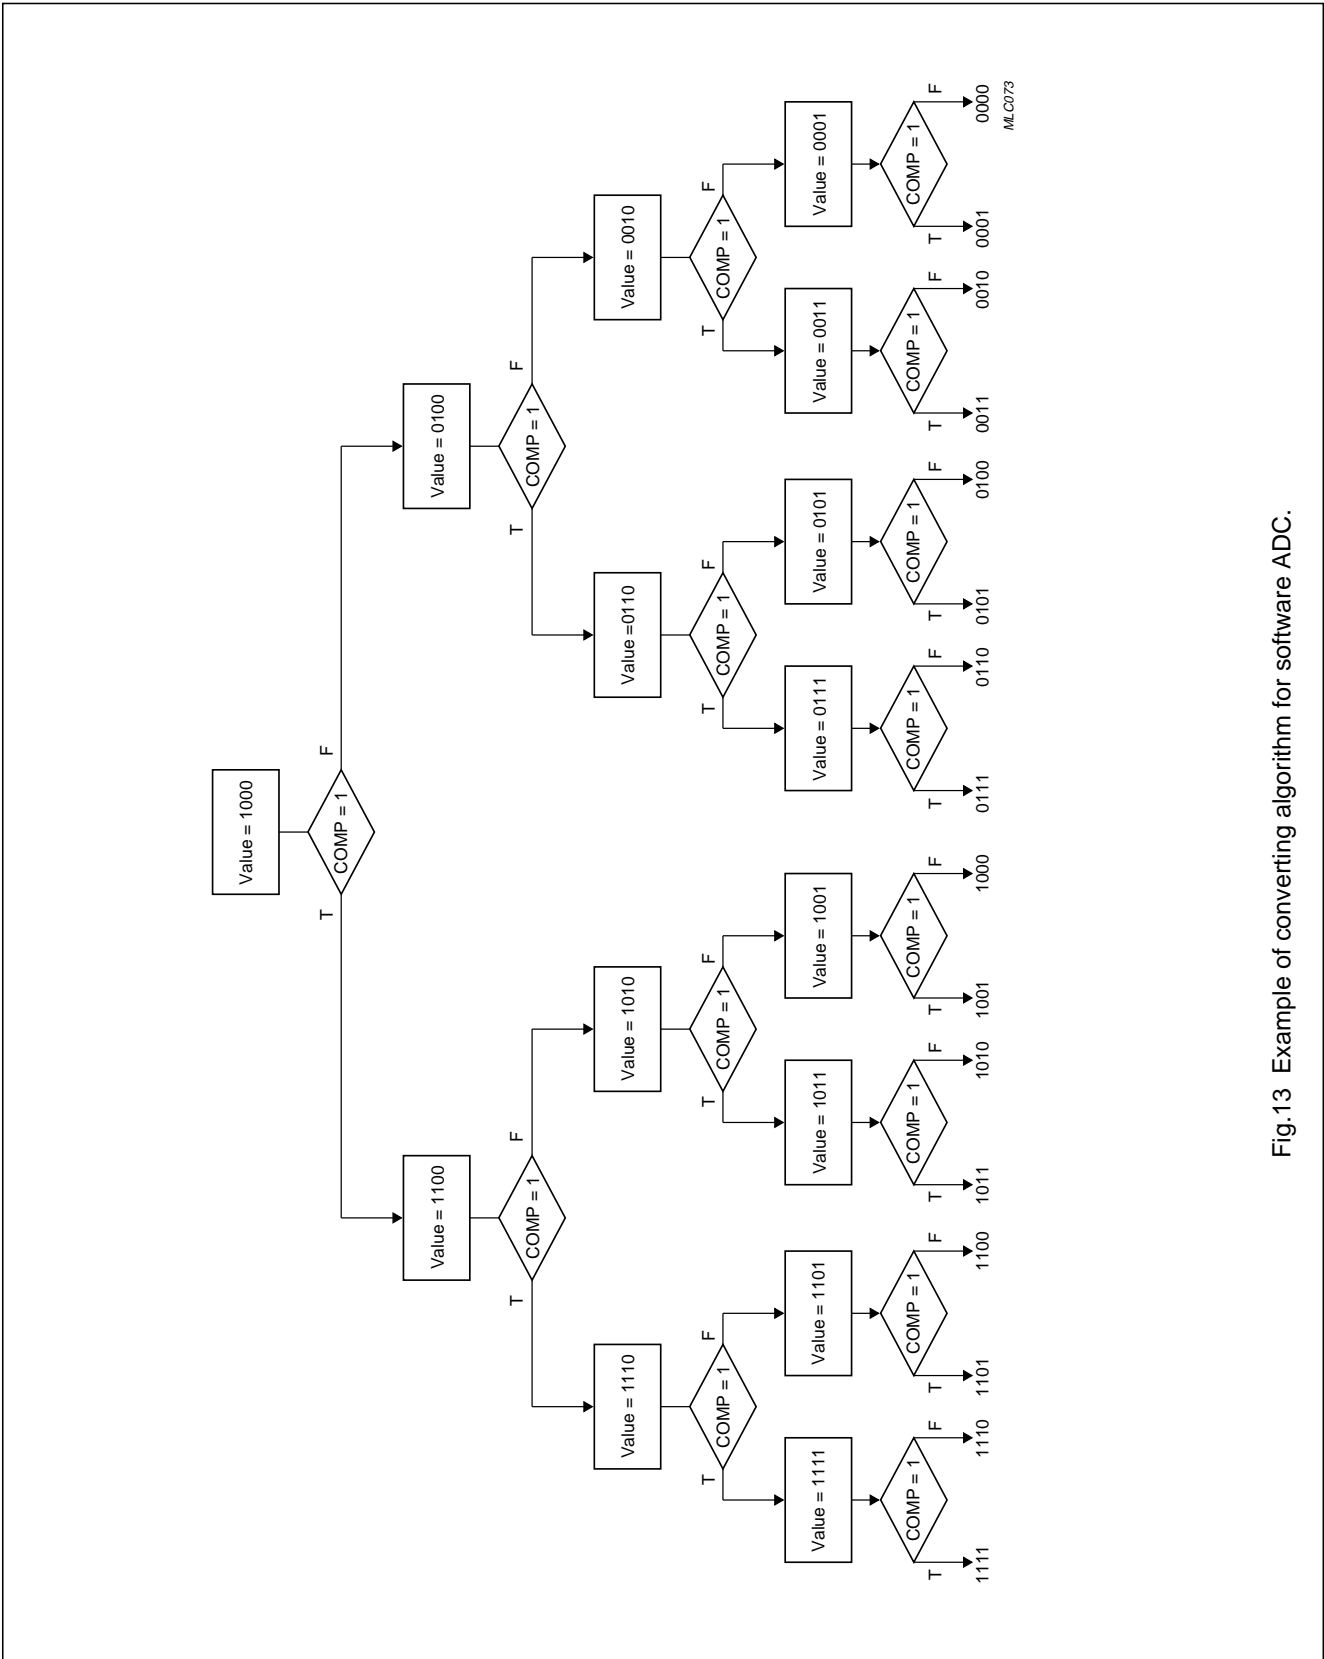 Value = 1000
T
COMP = 1
F
Value = 1100
Value = 0100
T
COMP = 1
F
T
COMP = 1
F
Value = 1110
Value = 1010
Value =0110
Value = 0010
T
COMP = 1
F
T
COMP = 1
F
T
COMP = 1
F
T
COMP = 1
F
Value = 1111
Value = 1101
Value = 1011
Value = 1001
Value = 0111
Value = 0101
Value = 0011
Value = 0001
T
COMP = 1
F
T
COMP = 1
F
T
COMP = 1
F
T
COMP = 1
F
T
COMP = 1
F
T
COMP = 1
F
T
COMP = 1
F
T
COMP = 1
F
1111
1110
1101
1100
1011
1010
1001
1000
0111
0110
0101
0100
0011
0010
0001
0000
MLC073
Fig.13 Example of converting algorithm for software ADC.